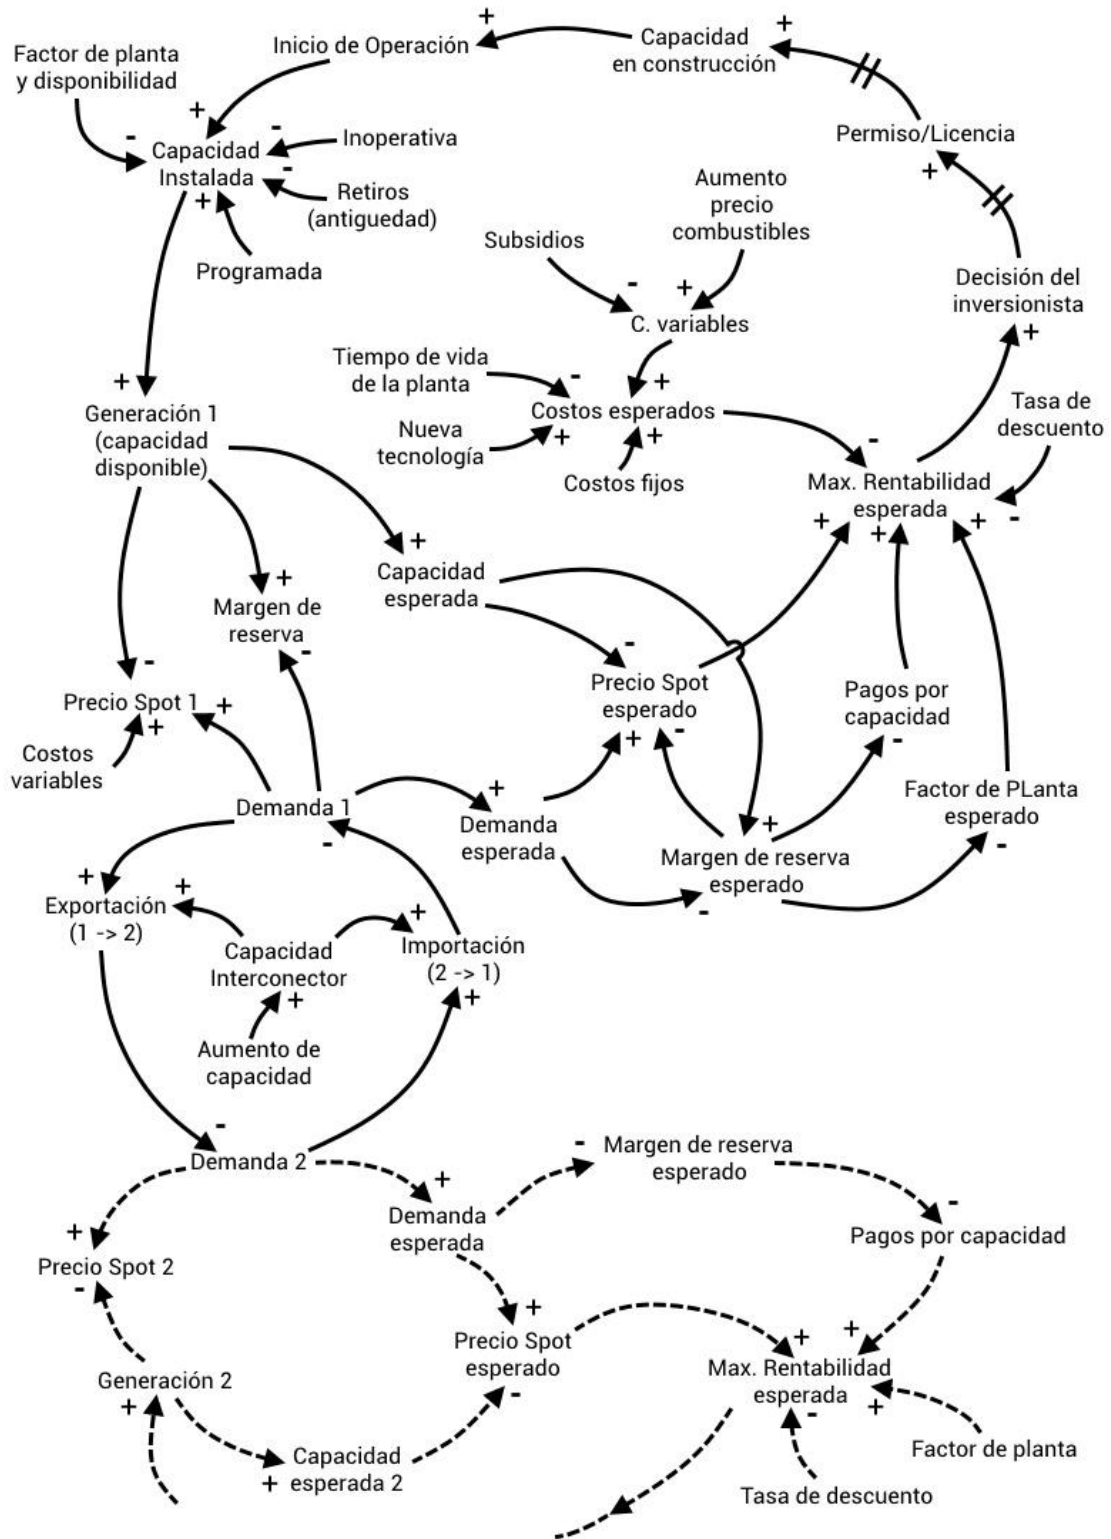 Factor de planta
y disponibilidad
Inicio de Operación
+
Capacidad
en construcción
+
+
-
-
Inoperativa
Capacidad
Instalada
-
+
Retiros
(antiguedad)
Programada
Permiso/Licencia
+
Aumento
precio
combustibles
Subsidios
-
+
C. variables
Decisión del
inversionista
+
Tiempo de vida
de la planta
-
+
Costos esperados
+
+
Nueva
tecnología
Costos fijos
Tasa de
descuento
-
Max. Rentabilidad
esperada
+
+
+
-
+
Generación 1
(capacidad
disponible)
+
Capacidad
esperada
+
Margen de
reserva
-
-
Precio Spot 1
+
+
Costos
variables
-
Precio Spot
esperado
+
-
Pagos por
capacidad
-
Factor de PLanta
esperado
-
Demanda 1
-
+
Demanda
esperada
+
Margen de reserva
esperado
-
+
Exportación
(1 -> 2)
+
+
Capacidad
Interconector
+
Importación
(2 -> 1)
+
Aumento de
capacidad
-
Demanda 2
-
Margen de reserva
esperado
+
Demanda
esperada
-
Pagos por capacidad
+
Precio Spot 2
-
+
Precio Spot
esperado
-
+
+
Max. Rentabilidad
esperada
-
+
Generación 2
+
Capacidad
+ esperada 2
Factor de planta
Tasa de descuento